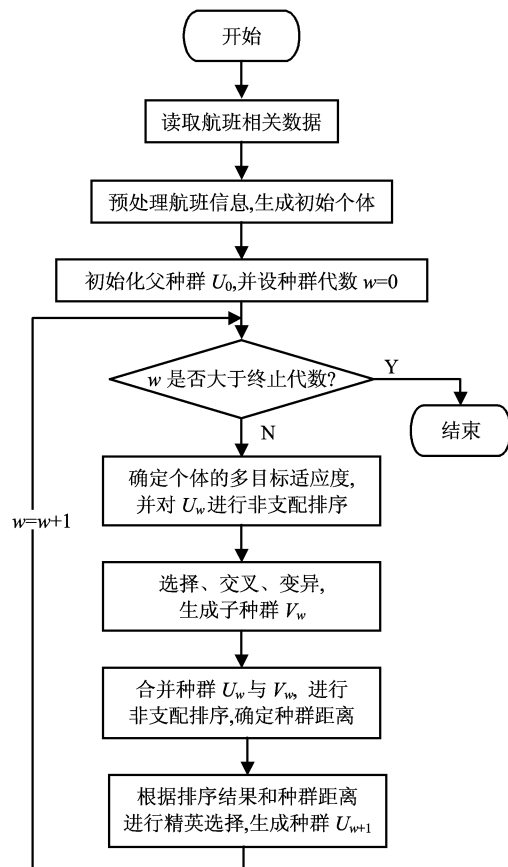 开始
读取航班相关数据
预处理航班信息,生成初始个体
初始化父种群 U0,并设种群代数 w=0
w 是否大于终止代数?
Y
结束
N
确定个体的多目标适应度,
并对 Uw 进行非支配排序
w=w+1
选择、交叉、变异,
生成子种群 Vw
合并种群 Uw 与 Vw, 进行
非支配排序,确定种群距离
根据排序结果和种群距离
进行精英选择,生成种群 Uw+1